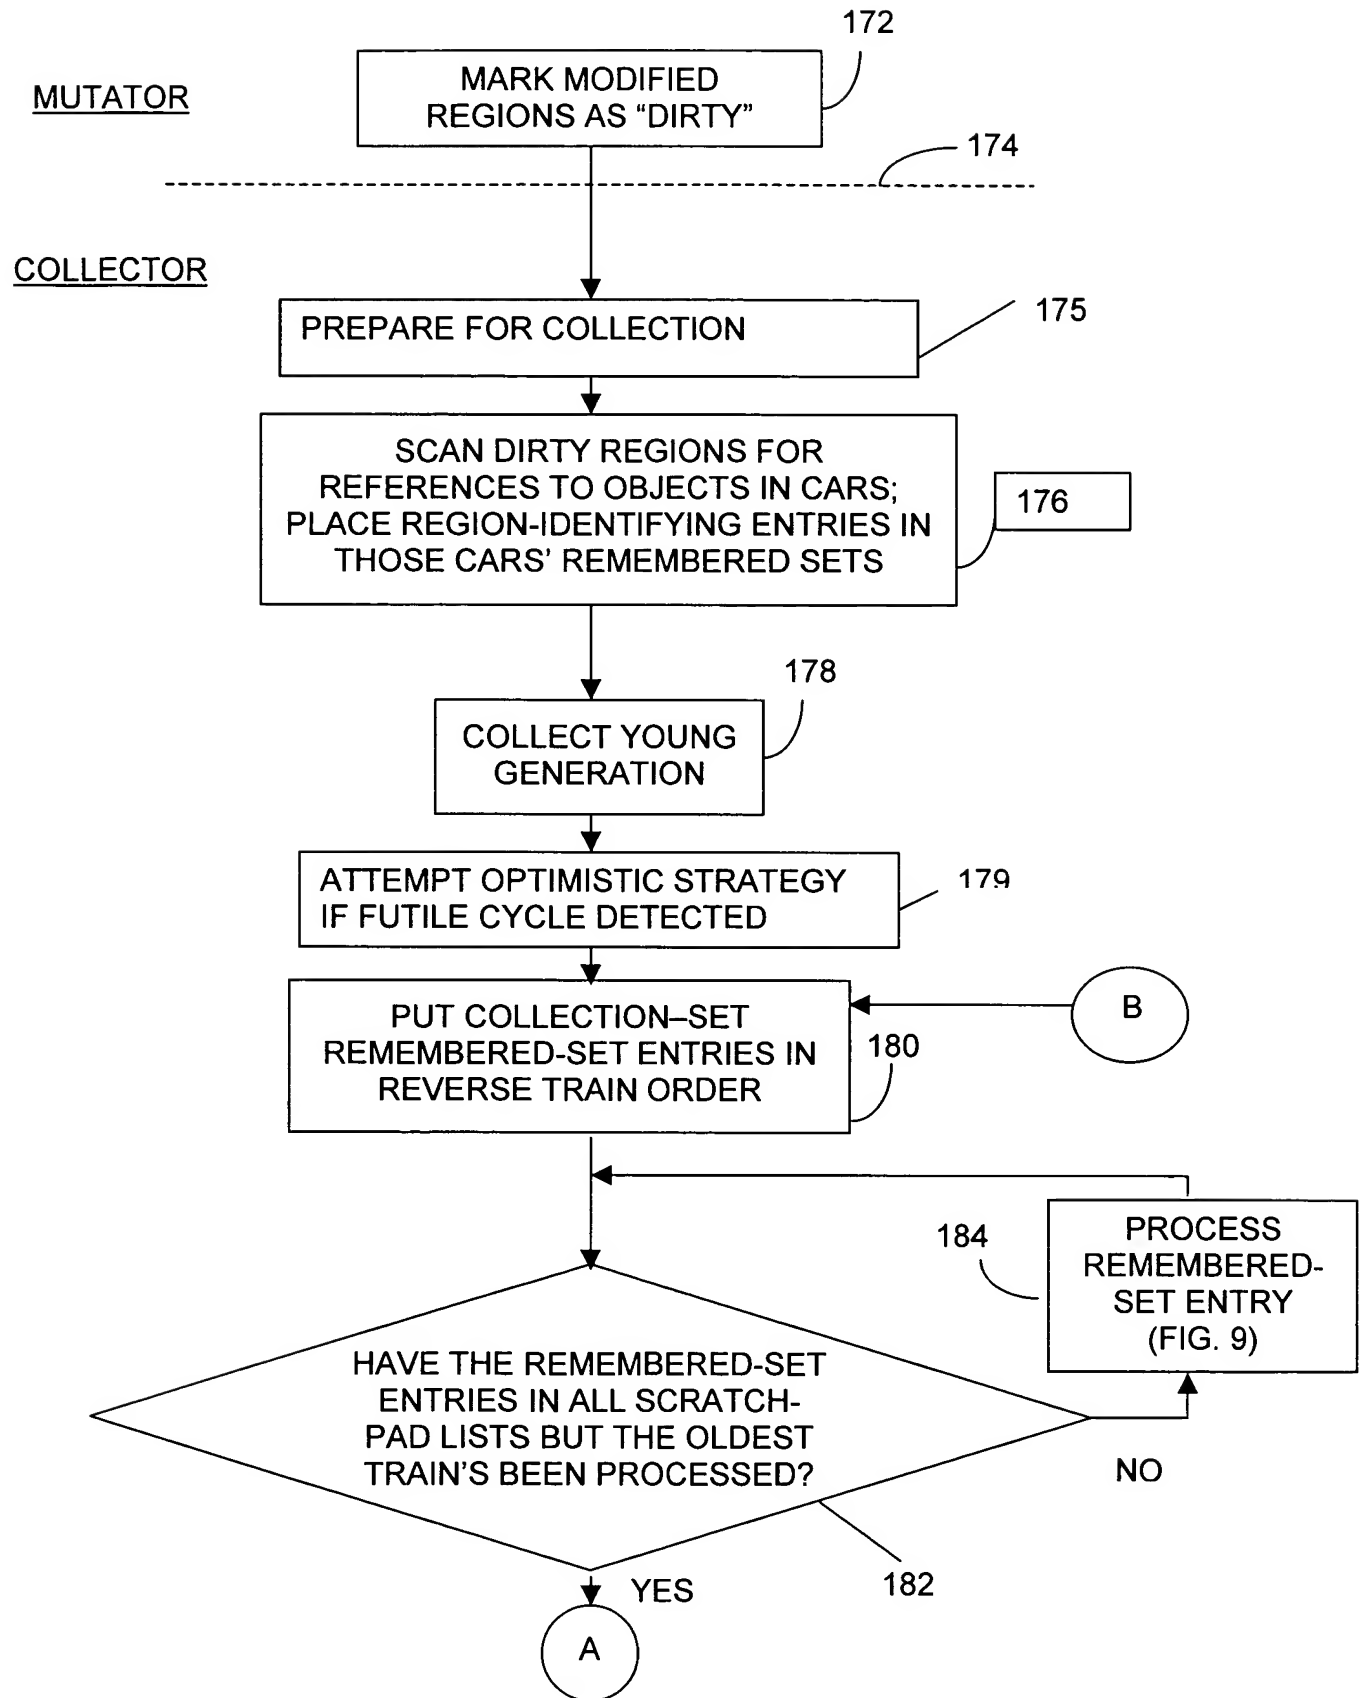 172
MUTATOR
MARK MODIFIED
REGIONS AS “DIRTY”
174
COLLECTOR
PREPARE FOR COLLECTION
175
SCAN DIRTY REGIONS FOR
REFERENCES TO OBJECTS IN CARS;
PLACE REGION-IDENTIFYING ENTRIES IN
THOSE CARS’ REMEMBERED SETS
176
178
COLLECT YOUNG
GENERATION
ATTEMPT OPTIMISTIC STRATEGY
IF FUTILE CYCLE DETECTED
179
PUT COLLECTION–SET
REMEMBERED-SET ENTRIES IN
REVERSE TRAIN ORDER
B
180
184
PROCESS
REMEMBERED-
SET ENTRY
(FIG. 9)
HAVE THE REMEMBERED-SET
ENTRIES IN ALL SCRATCH-
PAD LISTS BUT THE OLDEST
TRAIN’S BEEN PROCESSED?
NO
182
YES
A